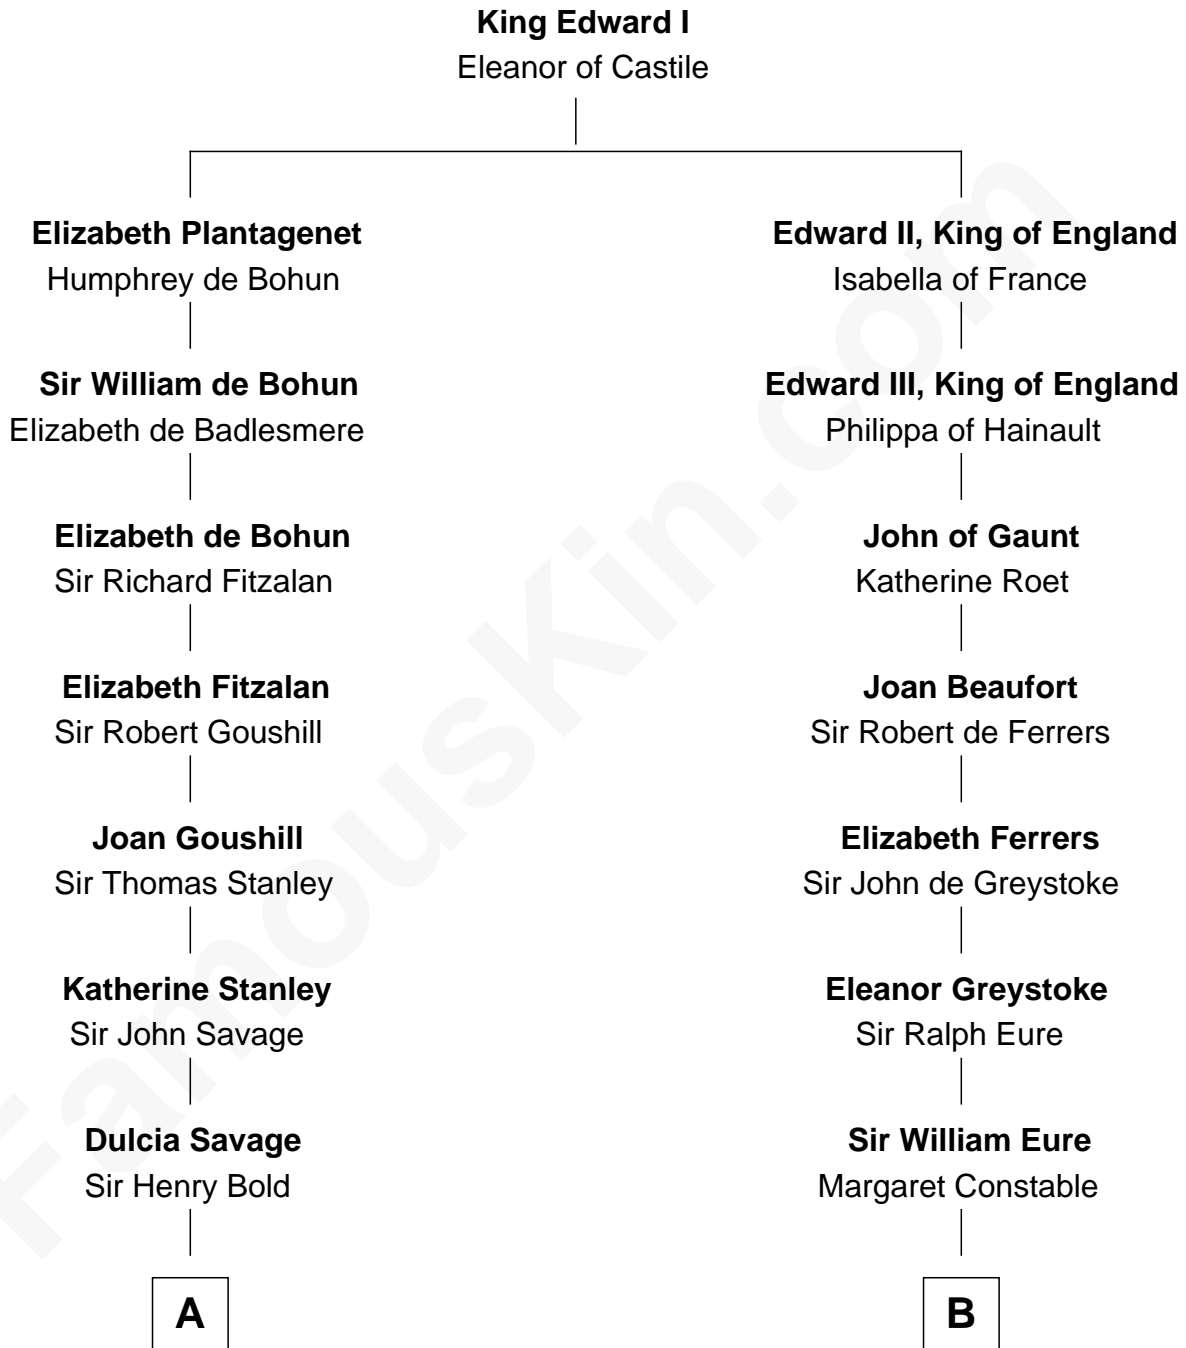 King Edward I
Eleanor of Castile
Elizabeth Plantagenet
Humphrey de Bohun
Edward II, King of England
Isabella of France
Sir William de Bohun
Elizabeth de Badlesmere
Edward III, King of England
Philippa of Hainault
Elizabeth de Bohun
Sir Richard Fitzalan
John of Gaunt
Katherine Roet
Elizabeth Fitzalan
Sir Robert Goushill
Joan Beaufort
Sir Robert de Ferrers
Joan Goushill
Sir Thomas Stanley
Elizabeth Ferrers
Sir John de Greystoke
Katherine Stanley
Sir John Savage
Eleanor Greystoke
Sir Ralph Eure
Dulcia Savage
Sir Henry Bold
Sir William Eure
Margaret Constable
A
B
FamousKin.com